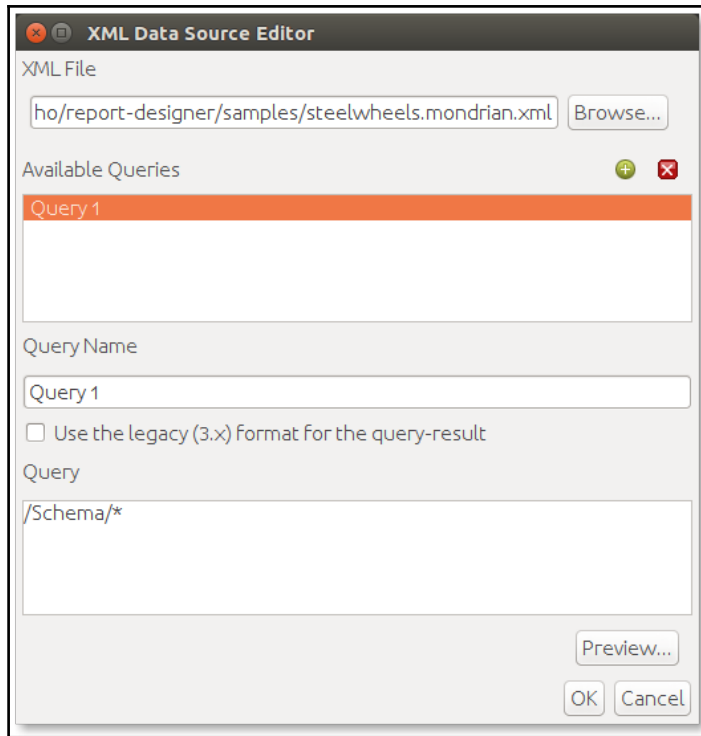 XML Data Source Editor
XML File
ho/report-designer/samples/steelwheels.mondrian.xml Browse...
Available Queries
Query 1
Query Name
Query 1
Use the legacy (3.x) format for the query-result
Query
/Schema/*
Preview...
OK Cancel